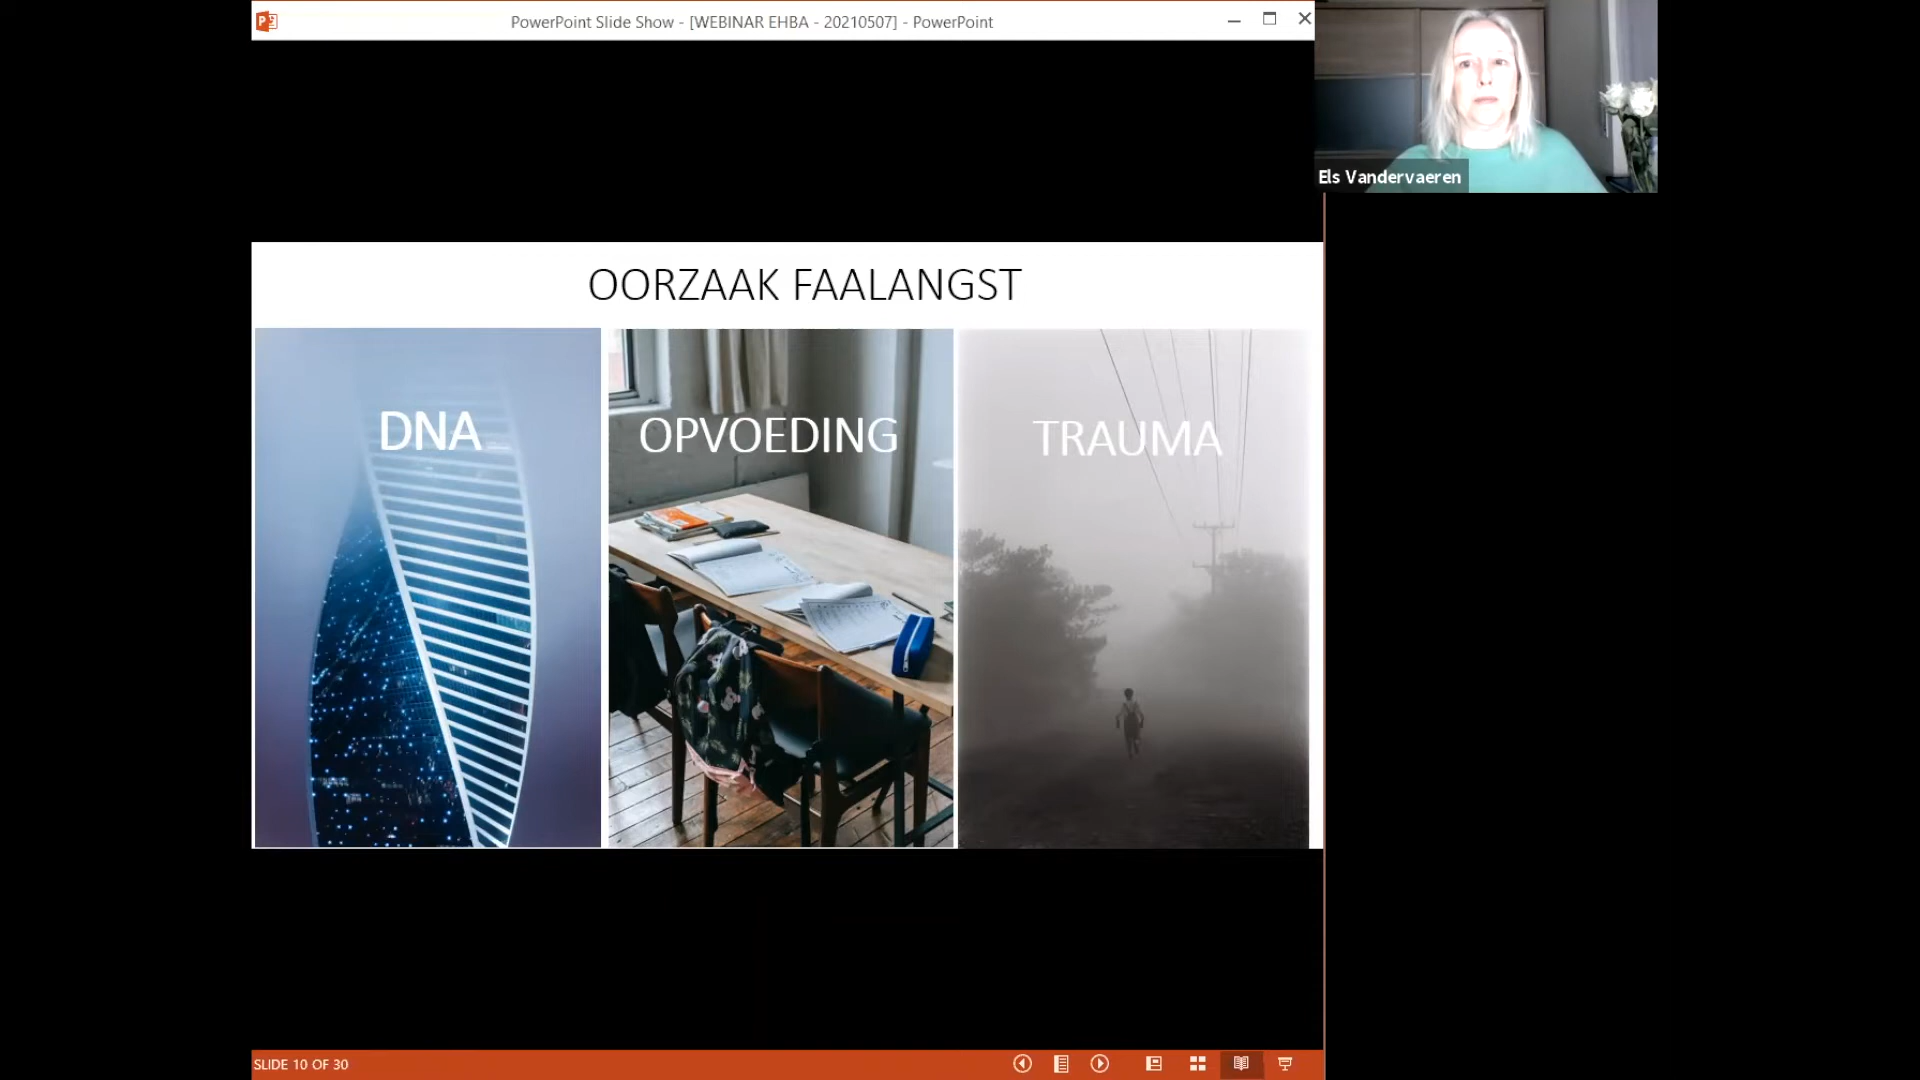 PowerPoint Slide Show - [WEBINAR EHBA - 20210507] - PowerPoint
Els Vandervaeren
OORZAAK FAALANGST
DNA
OPVOEDING
TRAUMA
SLIDE 10 OF 30